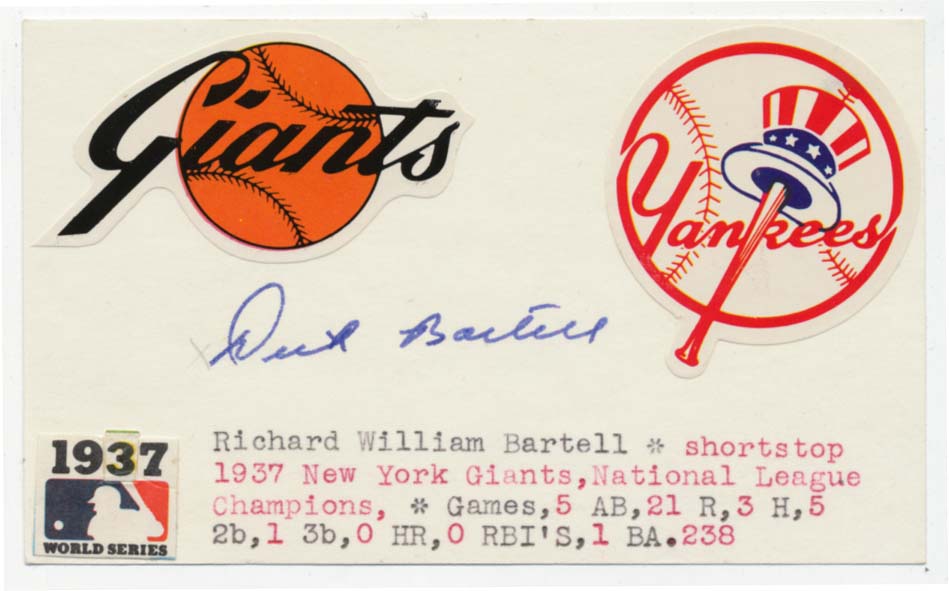 Giants
Yankees
Dick Bartell
1937
WORLD SERIES
Richard William Bartell * shortstop
1937 New York Giants,National League
Champions, * Games,5 AB,21 R,3 H,5
2b,1 3b,0 HR,0 RBI'S,1 BA.238